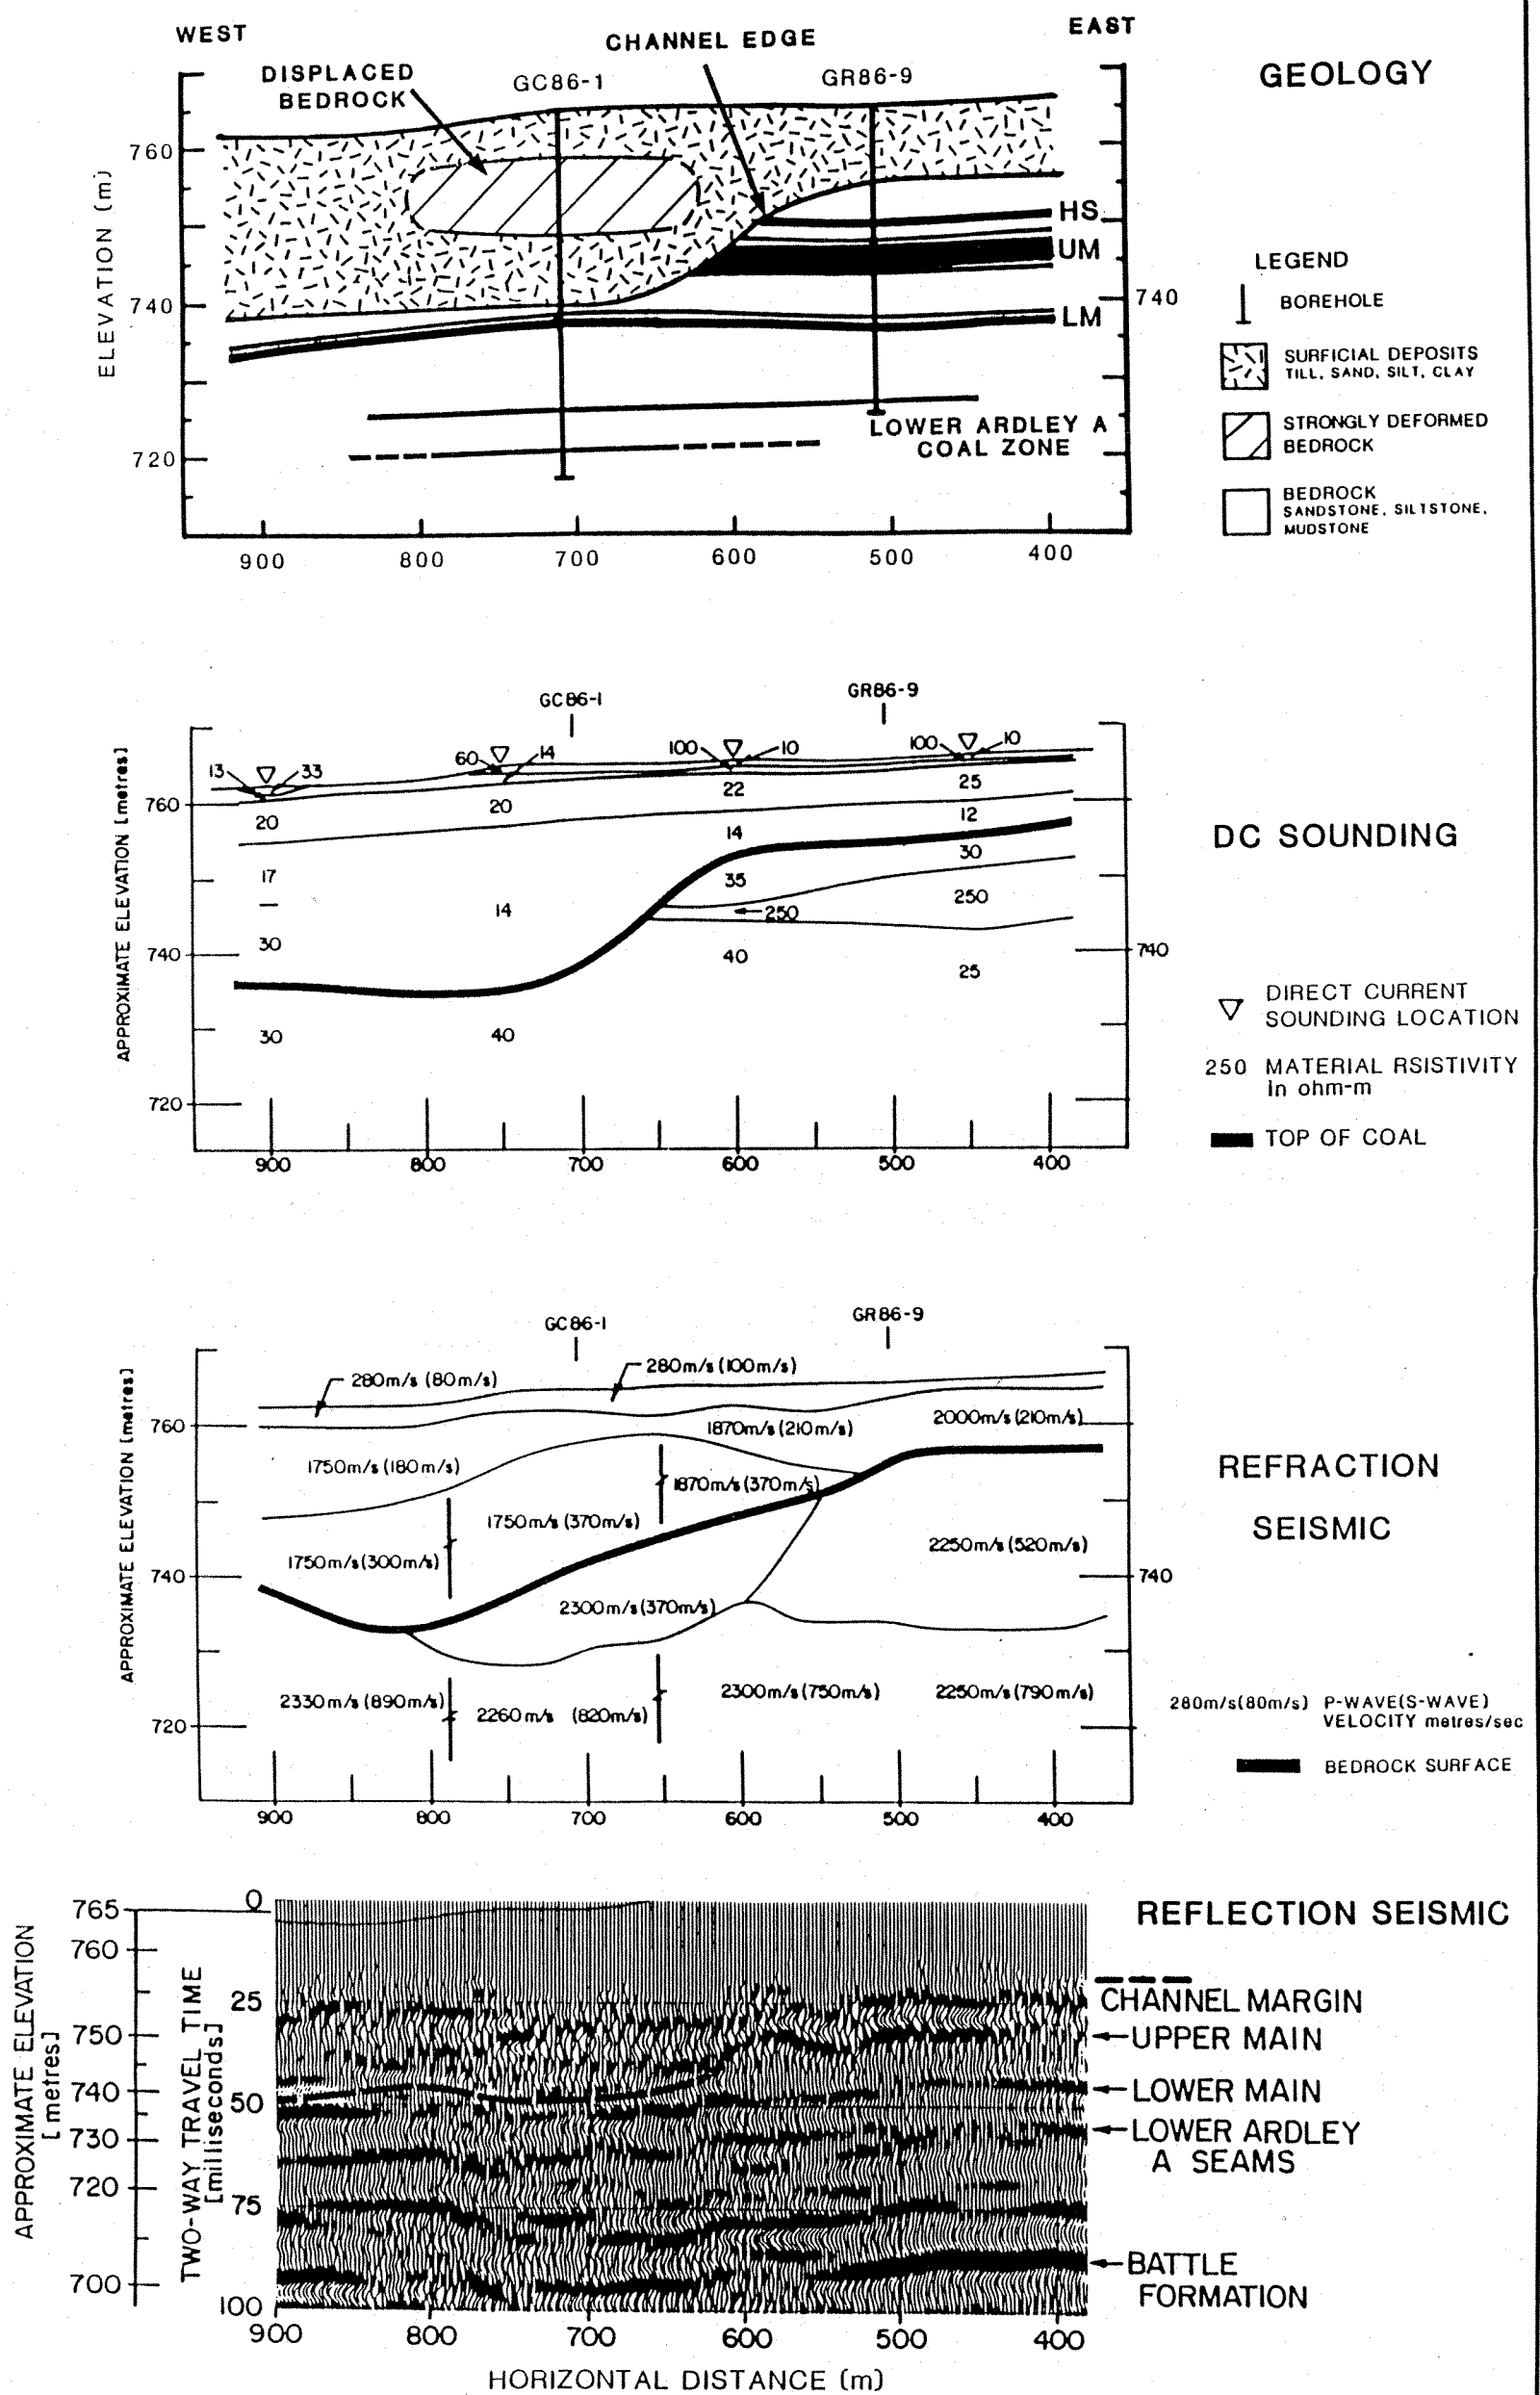 WEST
EAST
CHANNEL EDGE
DISPLACED
BEDROCK
GC86-1
GR86-9
GEOLOGY
760
740
720
ELEVATION (m)
HS
UM
LM
740
LOWER ARDLEY A
COAL ZONE
900 800 700 600 500 400
LEGEND
BOREHOLE
SURFICIAL DEPOSITS
TILL, SAND, SILT, CLAY
STRONGLY DEFORMED
BEDROCK
BEDROCK
SANDSTONE, SILTSTONE,
MUDSTONE
GC86-1
GR86-9
13 33 60 14 100 10 100 10
760
740
720
APPROXIMATE ELEVATION [metres]
20 20 22 25
14 12
17 14 35 30
250 250
30 40 25
30 40
740
900 800 700 600 500 400
DC SOUNDING
DIRECT CURRENT
SOUNDING LOCATION
250 MATERIAL RSISTIVITY
In ohm-m
TOP OF COAL
GC86-1
GR86-9
280m/s (80m/s)
280m/s (100m/s)
760
740
720
APPROXIMATE ELEVATION [metres]
1870m/s (210m/s)
2000m/s (210m/s)
1750m/s (180m/s)
1870m/s (370m/s)
1750m/s (370m/s)
1750m/s (300m/s)
2250m/s (520m/s)
2300m/s (370m/s)
2330m/s (890m/s)
2260m/s (820m/s)
2300m/s (750m/s)
2250m/s (790m/s)
740
900 800 700 600 500 400
REFRACTION
SEISMIC
280m/s(80m/s) P-WAVE(S-WAVE)
VELOCITY metres/sec
BEDROCK SURFACE
REFLECTION SEISMIC
765
760
750
740
730
720
700
APPROXIMATE ELEVATION
[metres]
TWO-WAY TRAVEL TIME
[milliseconds]
0
25
50
75
100
CHANNEL MARGIN
UPPER MAIN
LOWER MAIN
LOWER ARDLEY
A SEAMS
BATTLE
FORMATION
900 800 700 600 500 400
HORIZONTAL DISTANCE (m)